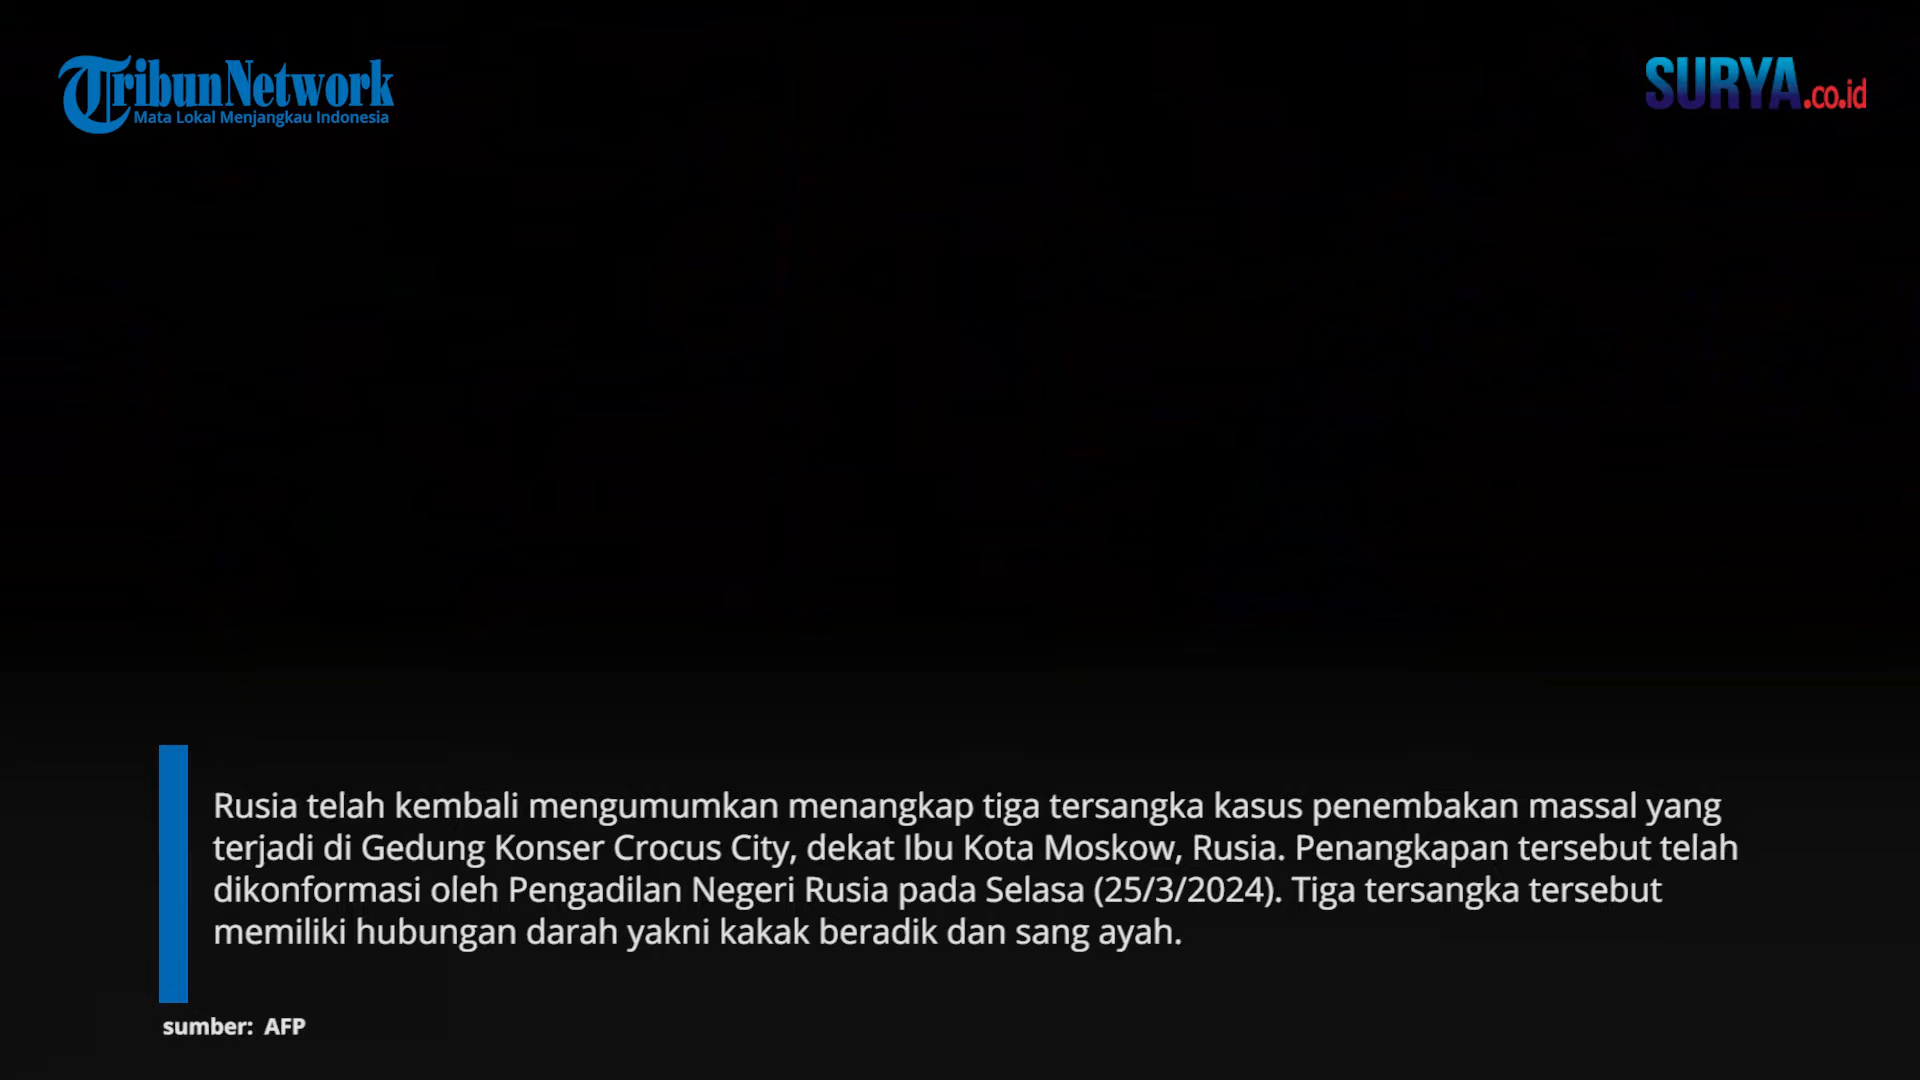 TribunNetwork
Mata Lokal Menjangkau Indonesia
SURYA.co.id
Rusia telah kembali mengumumkan menangkap tiga tersangka kasus penembakan massal yang
terjadi di Gedung Konser Crocus City, dekat Ibu Kota Moskow, Rusia. Penangkapan tersebut telah
dikonformasi oleh Pengadilan Negeri Rusia pada Selasa (25/3/2024). Tiga tersangka tersebut
memiliki hubungan darah yakni kakak beradik dan sang ayah.
sumber: AFP